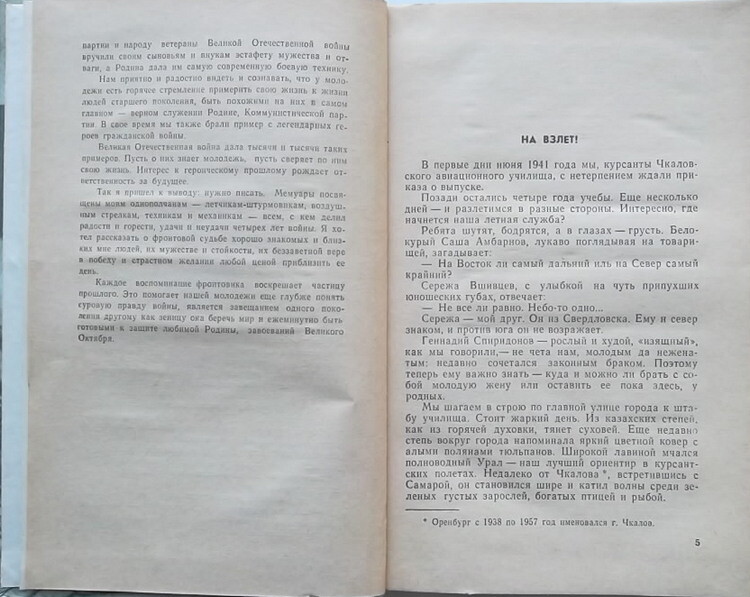 партии и народу ветераны Великой Отечественной войны
вручили своим сыновьям и внукам эстафету мужества и от-
ваги, а Родина дала им самую современную боевую технику.
Нам приятно и радостно видеть и сознавать, что у моло-
дежи есть горячее стремление примерить свою жизнь к жизни
людей старшего поколения, быть похожими на них в самом
главном — верном служении Родине, Коммунистической пар-
тии. В свое время мы также брали пример с легендарных ге-
роев гражданской войны.
Великая Отечественная война дала тысячи и тысячи таких
примеров. Пусть о них знает молодежь, пусть сверяет по ним
свою жизнь. Интерес к героическому прошлому рождает от-
ветственность за будущее.
Так я пришел к выводу: нужно писать. Мемуары посвя-
щены моим однополчанам — летчикам-штурмовикам, воздуш-
ным стрелкам, техникам и механикам — всем, с кем делил
радости и горести, удачи и неудачи четырех лет войны. Я хо-
тел рассказать о фронтовой судьбе хорошо знакомых и близ-
ких мне людей, их мужестве и стойкости, их беззаветной вере
в победу и страстном желании любой ценой приблизить ее
день.
Каждое воспоминание фронтовика воскрешает частицу
прошлого. Это помогает нашей молодежи еще глубже понять
суровую правду войны, является завещанием одного поко-
ления другому как зеницу ока беречь мир и ежеминутно быть
готовыми к защите любимой Родины, завоеваний Великого
Октября.
НА ВЗЛЕТ!
В первые дни июня 1941 года мы, курсанты Чкалов-
ского авиационного училища, с нетерпением ждали при-
каза о выпуске.
Позади остались четыре года учебы. Еще несколько
дней — и разлетимся в разные стороны. Интересно, где
начнется наша летная служба?
Ребята шутят, бодрятся, а в глазах — грусть. Бело-
курый Саша Амбарнов, лукаво поглядывая на товари-
щей, загадывает:
— На Восток ли самый дальний иль на Север самый
крайний?
Сережа Вшивцев, с улыбкой на чуть припухших
юношеских губах, отвечает:
— Не все ли равно. Небо-то одно...
Сережа — мой друг. Он из Свердловска. Ему и север
знаком, и против юга он не возражает.
Геннадий Спиридонов — рослый и худой, «изящный»,
как мы говорили, — не чета нам, молодым да нежена-
тым: недавно сочетался законным браком. Поэтому
теперь ему важно знать — куда и можно ли брать с со-
бой молодую жену или оставить ее пока здесь, у
родных.
Мы шагаем в строю по главной улице города к шта-
бу училища. Стоит жаркий день. Из казахских степей,
как из горячей духовки, тянет суховей. Еще недавно
степь вокруг города напоминала яркий цветной ковер с
алыми полянами тюльпанов. Широкой лавиной мчался
полноводный Урал — наш лучший ориентир в курсант-
ских полетах. Недалеко от Чкалова *, встретившись с
Самарой, он становился шире и катил волны среди зе-
леных густых зарослей, богатых птицей и рыбой.
* Оренбург с 1938 по 1957 год именовался г. Чкалов.
5